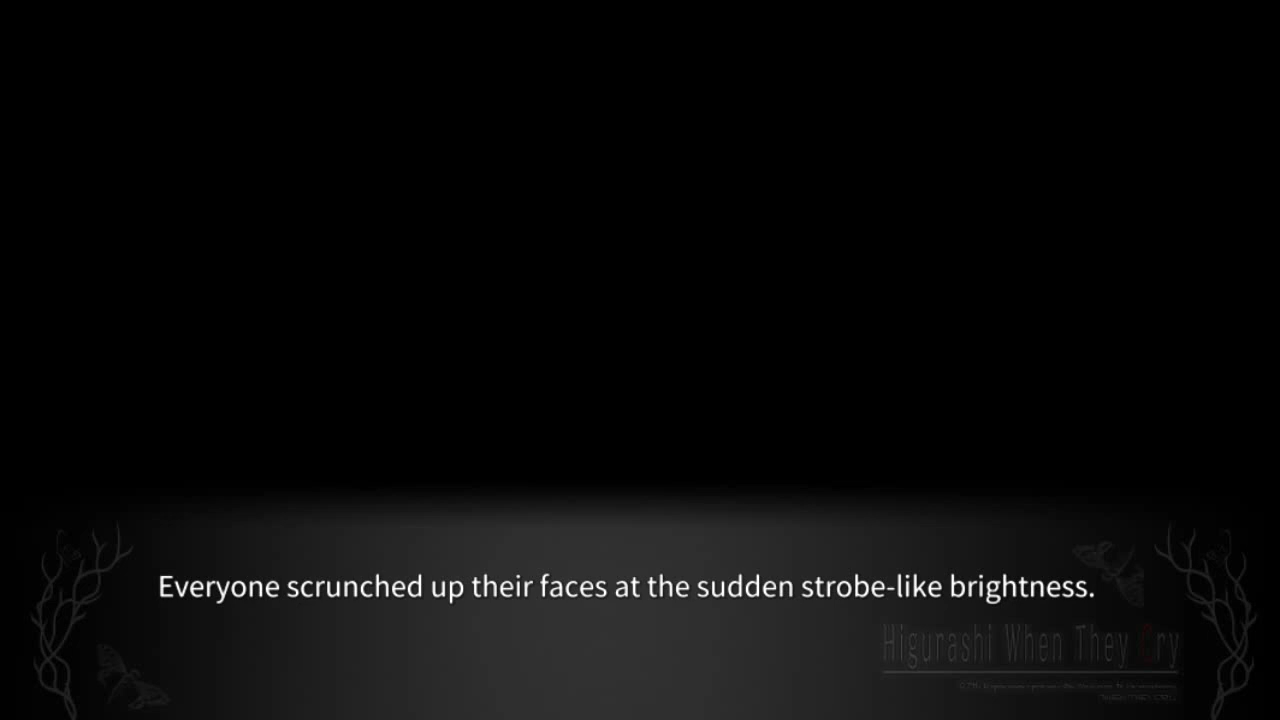 Everyone scrunched up their faces at the sudden strobe-like brightness.
Higurashi When They Cry